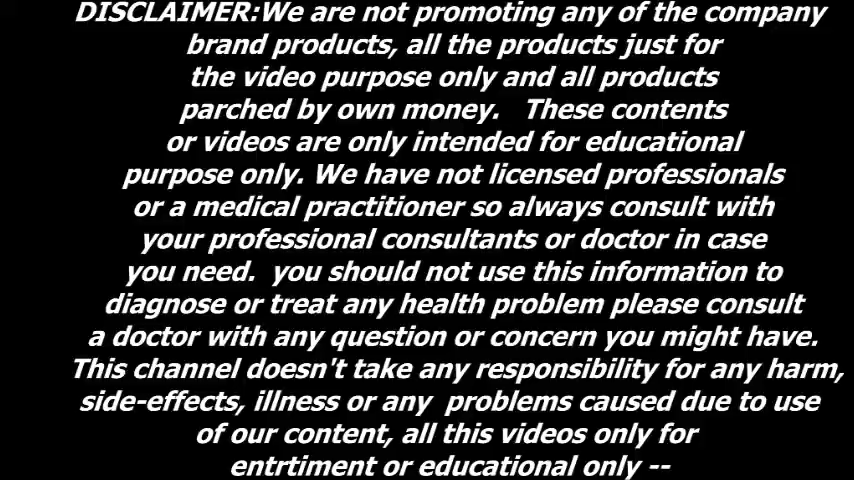 DISCLAIMER:We are not promoting any of the company
brand products, all the products just for
the video purpose only and all products
parched by own money.   These contents
or videos are only intended for educational
purpose only. We have not licensed professionals
or a medical practitioner so always consult with
your professional consultants or doctor in case
you need.  you should not use this information to
diagnose or treat any health problem please consult
a doctor with any question or concern you might have.
This channel doesn't take any responsibility for any harm,
side-effects, illness or any  problems caused due to use
of our content, all this videos only for
entrtiment or educational only --